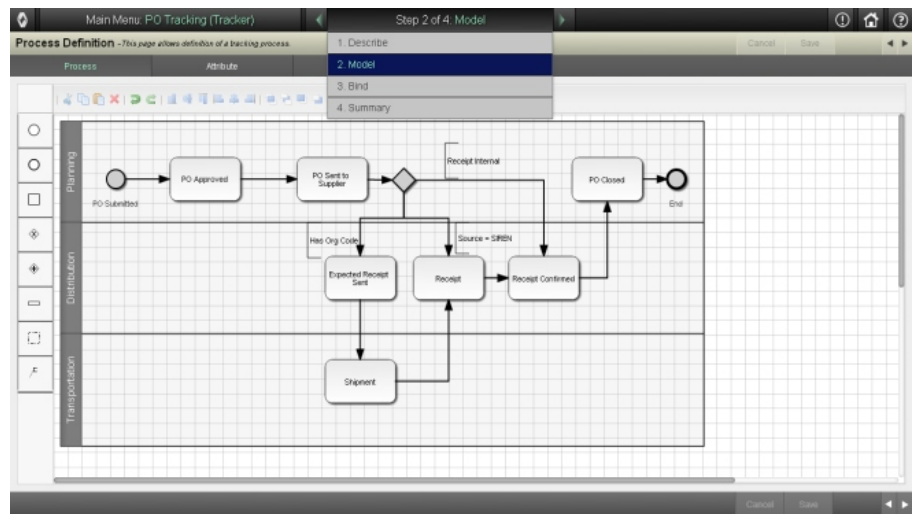 Main Menu: PO Tracking (Tracker)
Step 2 of 4: Model
Process Definition - This page allows definition of a tracking process.
Cancel
Save
1. Describe
2. Model
3. Bind
4. Summary
Process
Attribute
Planning
PO Submitted
PO Approved
PO Sent to
Supplier
Receipt Internal
PO Closed
End
Distribution
Has Org Code
Source = SIREN
Expected Receipt
Sent
Receipt
Receipt Confirmed
Transportation
Shipment
Cancel
Save